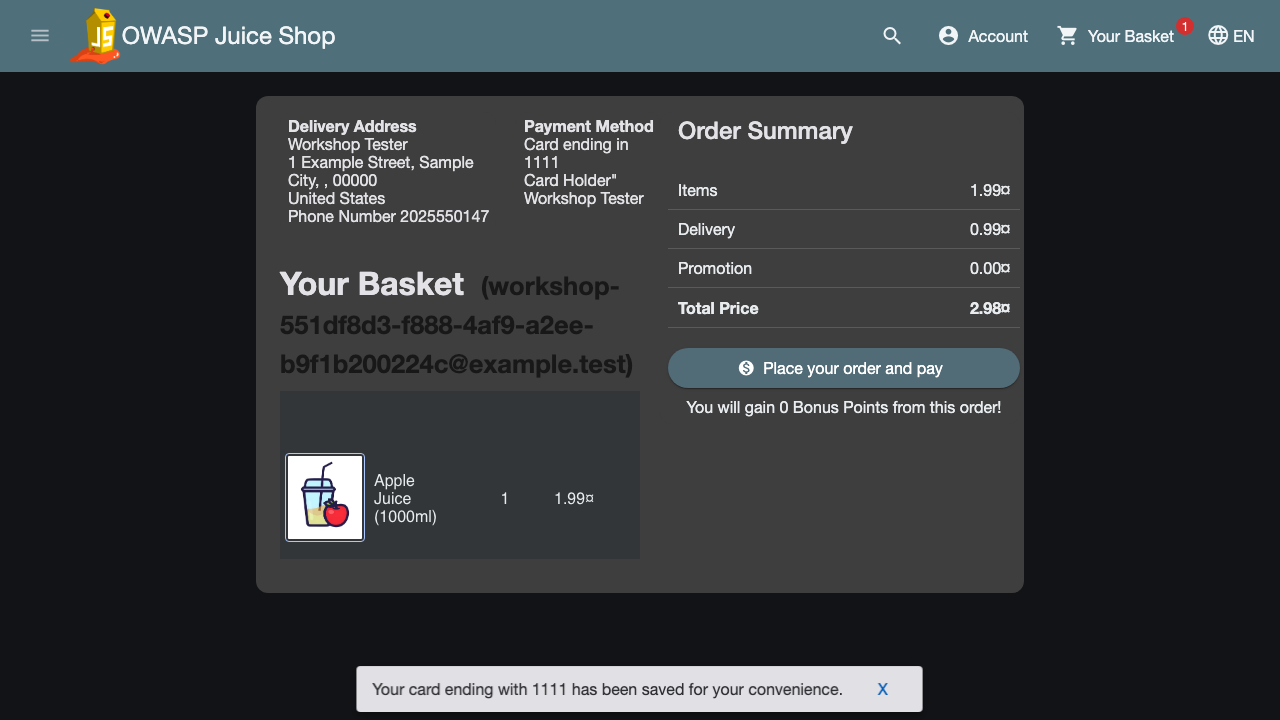 OWASP Juice Shop
Account
Your Basket
1
EN
Delivery Address
Workshop Tester
1 Example Street, Sample
City, , 00000
United States
Phone Number 2025550147
Payment Method
Card ending in
1111
Card Holder"
Workshop Tester
Your Basket (workshop-
551df8d3-f888-4af9-a2ee-
b9f1b200224c@example.test)
Apple
Juice
(1000ml)
1
1.99¤
Order Summary
Items 1.99¤
Delivery 0.99¤
Promotion 0.00¤
Total Price 2.98¤
Place your order and pay
You will gain 0 Bonus Points from this order!
Your card ending with 1111 has been saved for your convenience. X